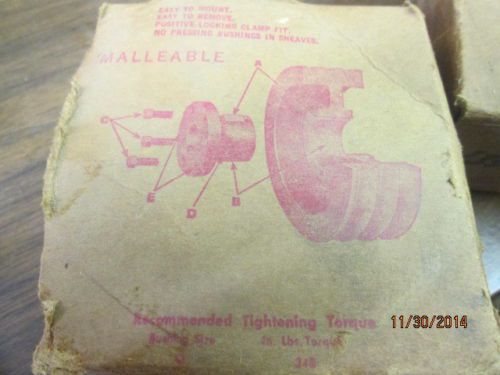 EASY TO MOUNT.
EASY TO REMOVE.
POSITIVE LOCKING CLAMP FIT.
NO PRESSING BUSHINGS IN SHEAVES.
MALLEABLE
A
C
E
D
B
Recommended Tightening Torque
Bushing Size In. Lbs. Torque
348
11/30/2014